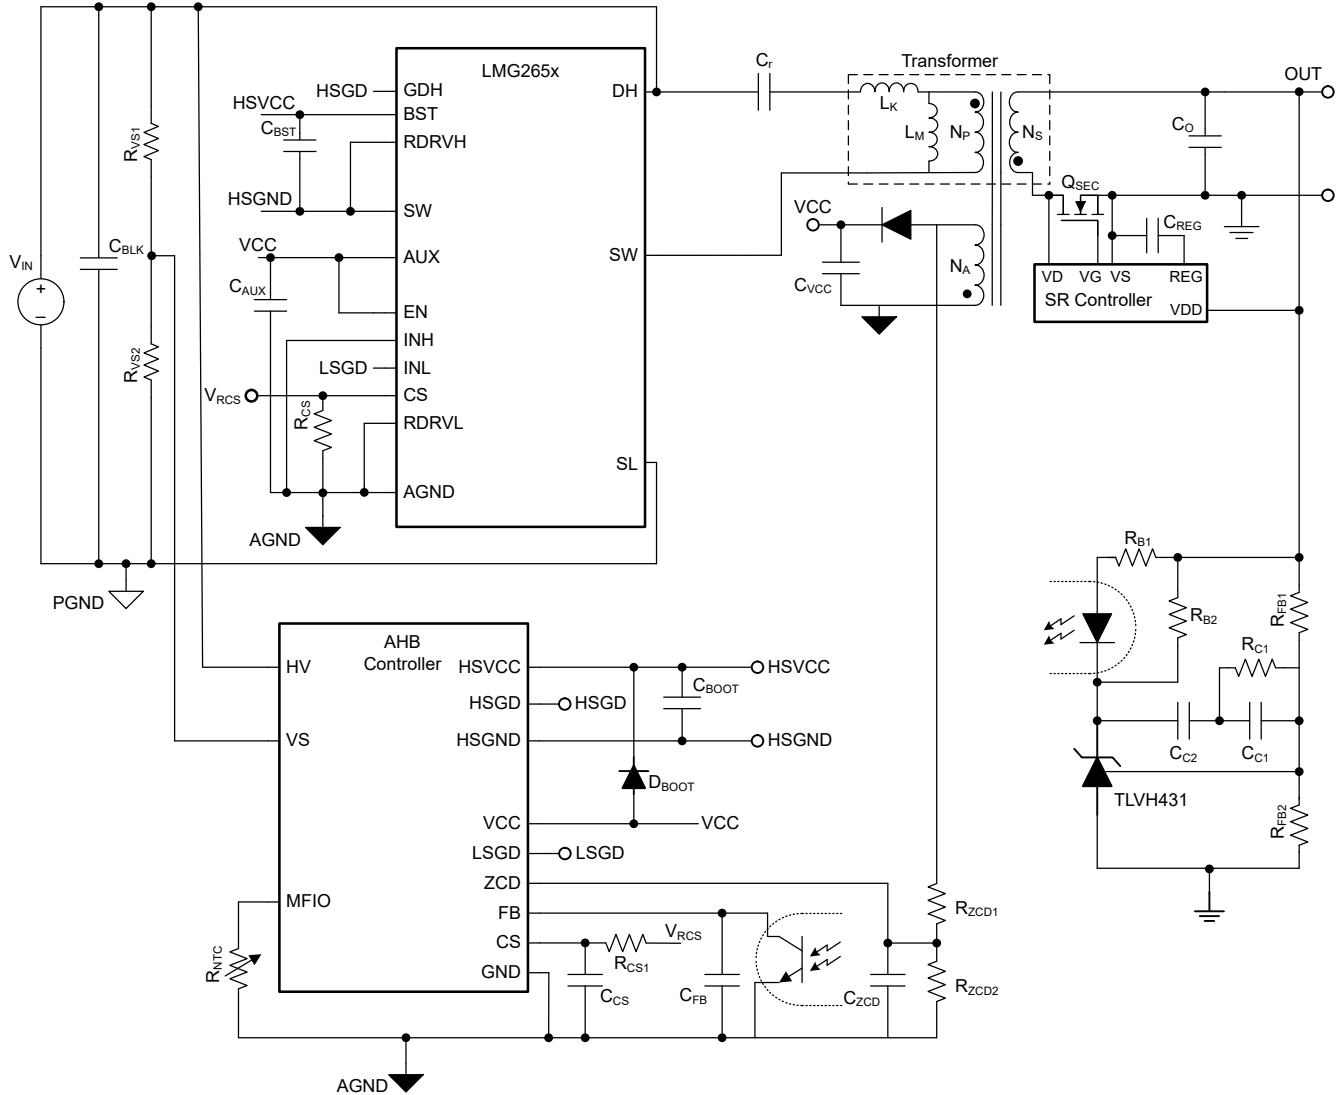 LMG265x
HSGD
GDH
HSVCC
BST
CBST
RDRVH
HSGND
SW
VCC
AUX
CAUX
EN
INH
LSGD
INL
VRCS
CS
RCS
RDRVL
AGND
AGND
DH
SW
SL
VIN
CBLK
RVS1
RVS2
PGND
Cr
Transformer
LK
LM
NP
NS
NA
VCC
CVCC
OUT
CO
QSEC
CREG
VD
VG
VS
REG
SR Controller
VDD
AHB
Controller
HV
VS
MFIO
RNTC
HSVCC
HSGD
HSGND
VCC
LSGD
ZCD
FB
CS
GND
HSVCC
CBOOT
HSGD
HSGND
DBOOT
VCC
LSGD
VRCS
RCS1
CCS
CFB
CZCD
RZCD1
RZCD2
AGND
RB1
RB2
RFB1
RC1
CC2
CC1
TLVH431
RFB2